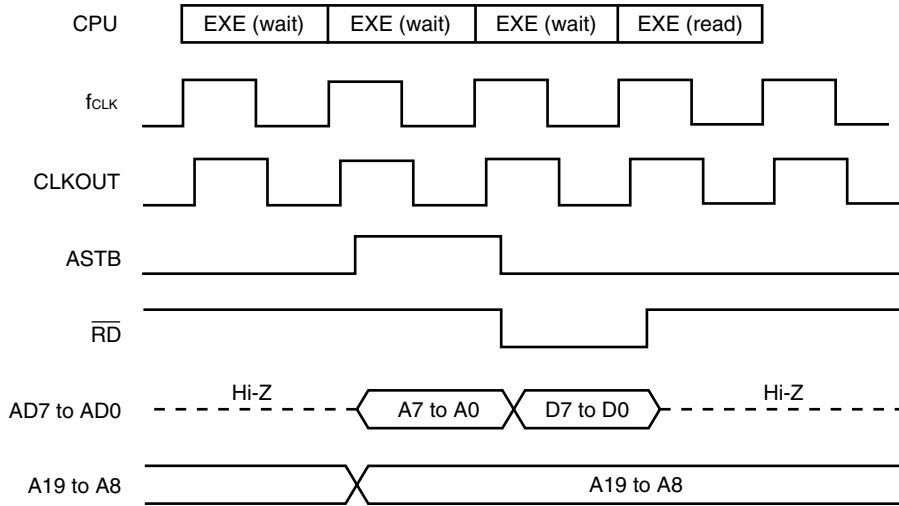 CPU EXE (wait) EXE (wait) EXE (wait) EXE (read)
fCLK
CLKOUT
ASTB
RD
Hi-Z Hi-Z
AD7 to AD0 A7 to A0 D7 to D0
A19 to A8 A19 to A8